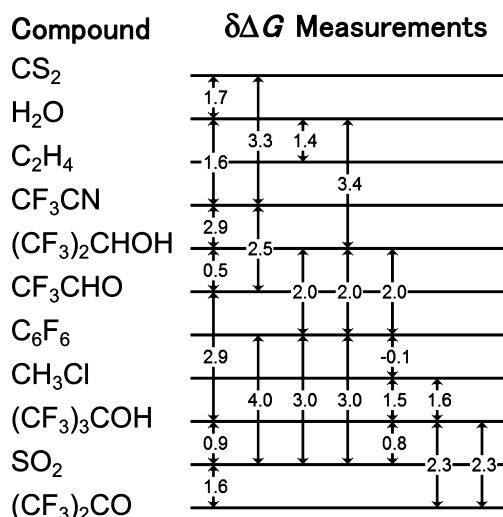 Compound δΔG Measurements
CS₂
1.7
H₂O
3.3 1.4
C₂H₄ 1.6
3.4
CF₃CN
2.9
(CF₃)₂CHOH 2.5
0.5
CF₃CHO 2.0 2.0 2.0
C₆F₆
2.9 -0.1
CH₃Cl
4.0 3.0 3.0 1.5 1.6
(CF₃)₃COH
0.9 0.8
SO₂ 2.3 2.3
1.6
(CF₃)₂CO